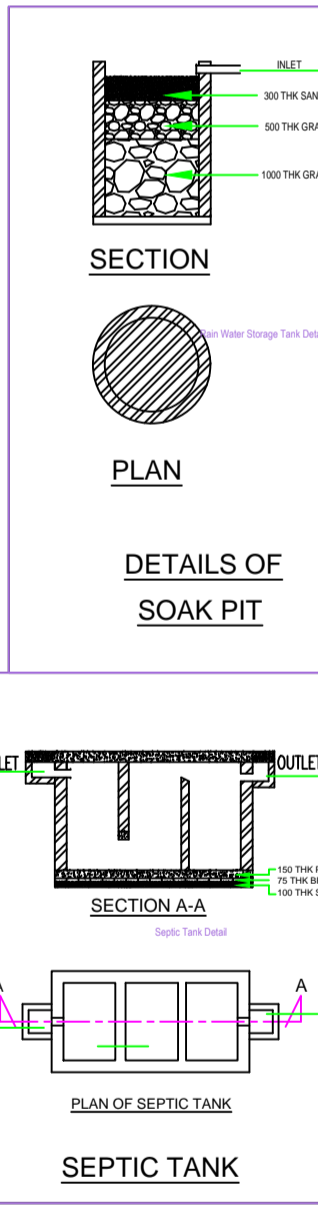 INLET
300 THK SAN
500 THK GRA
1000 THK GRA
SECTION
Rain Water Storage Tank Deta
PLAN
DETAILS OF
SOAK PIT
LET
OUTLET
150 THK
75 THK
100 THK
SECTION A-A
Septic Tank Detail
A
A
PLAN OF SEPTIC TANK
SEPTIC TANK